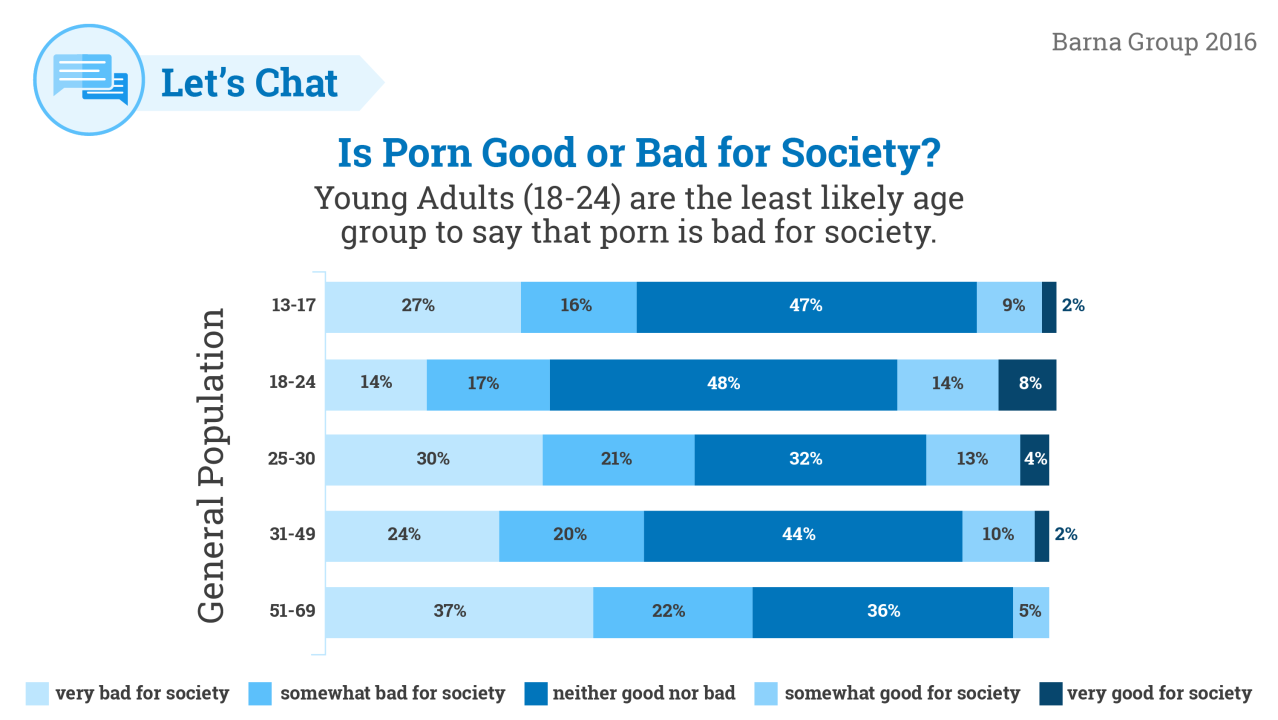 Barna Group 2016
Let's Chat
Is Porn Good or Bad for Society?
Young Adults (18-24) are the least likely age
group to say that porn is bad for society.
General Population
13-17 27% 16% 47% 9% 2%
18-24 14% 17% 48% 14% 8%
25-30 30% 21% 32% 13% 4%
31-49 24% 20% 44% 10% 2%
51-69 37% 22% 36% 5%
very bad for society somewhat bad for society neither good nor bad somewhat good for society very good for society